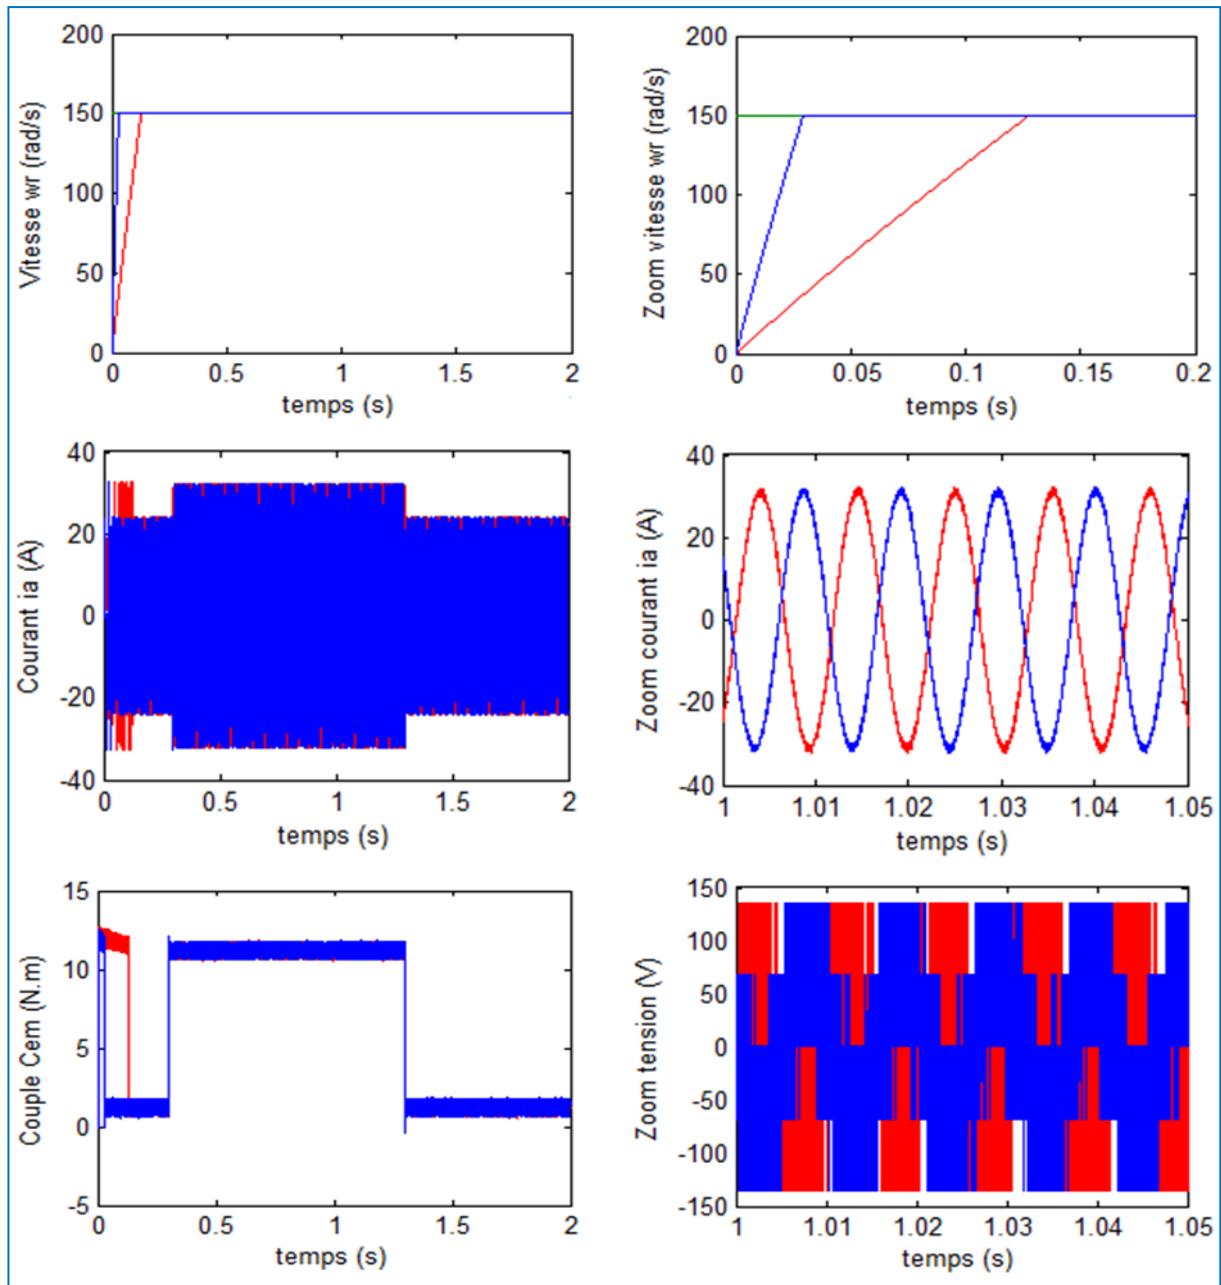 200
150
100
50
0
Vitesse wr (rad/s)
0 0.5 1 1.5 2
temps (s)
200
150
100
50
0
Zoom vitesse wr (rad/s)
0 0.05 0.1 0.15 0.2
temps (s)
40
20
0
-20
-40
Courant ia (A)
0 0.5 1 1.5 2
temps (s)
40
20
0
-20
-40
Zoom courant ia (A)
1 1.01 1.02 1.03 1.04 1.05
temps (s)
15
10
5
0
-5
Couple Cem (N.m)
0 0.5 1 1.5 2
temps (s)
150
100
50
0
-50
-100
-150
Zoom tension (V)
1 1.01 1.02 1.03 1.04 1.05
temps (s)